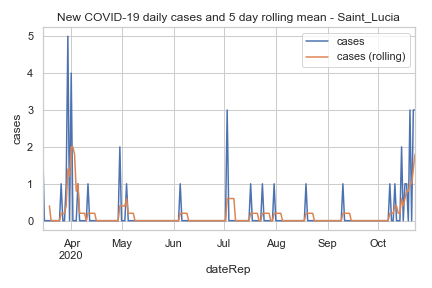 New COVID-19 daily cases and 5 day rolling mean - Saint_Lucia
cases
cases (rolling)
cases
5
4
3
2
1
0
Apr May Jun Jul Aug Sep Oct
2020
dateRep